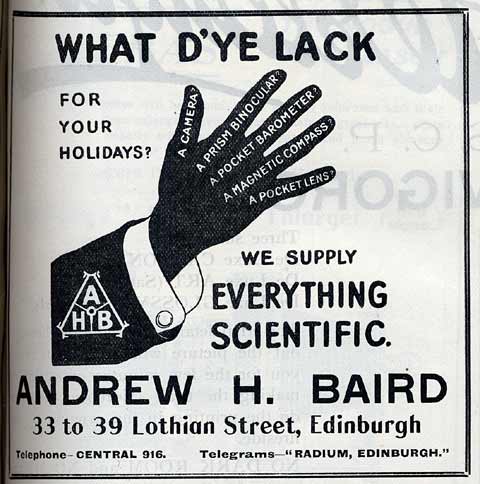 WHAT D'YE LACK
FOR
YOUR
HOLIDAYS?
A CAMERA?
A PRISM BINOCULAR?
A POCKET BAROMETER?
A MAGNETIC COMPASS?
A POCKET LENS?
A
H B
WE SUPPLY
EVERYTHING
SCIENTIFIC.
ANDREW H. BAIRD
33 to 39 Lothian Street, Edinburgh
Telephone—CENTRAL 916. Telegrams—"RADIUM, EDINBURGH."